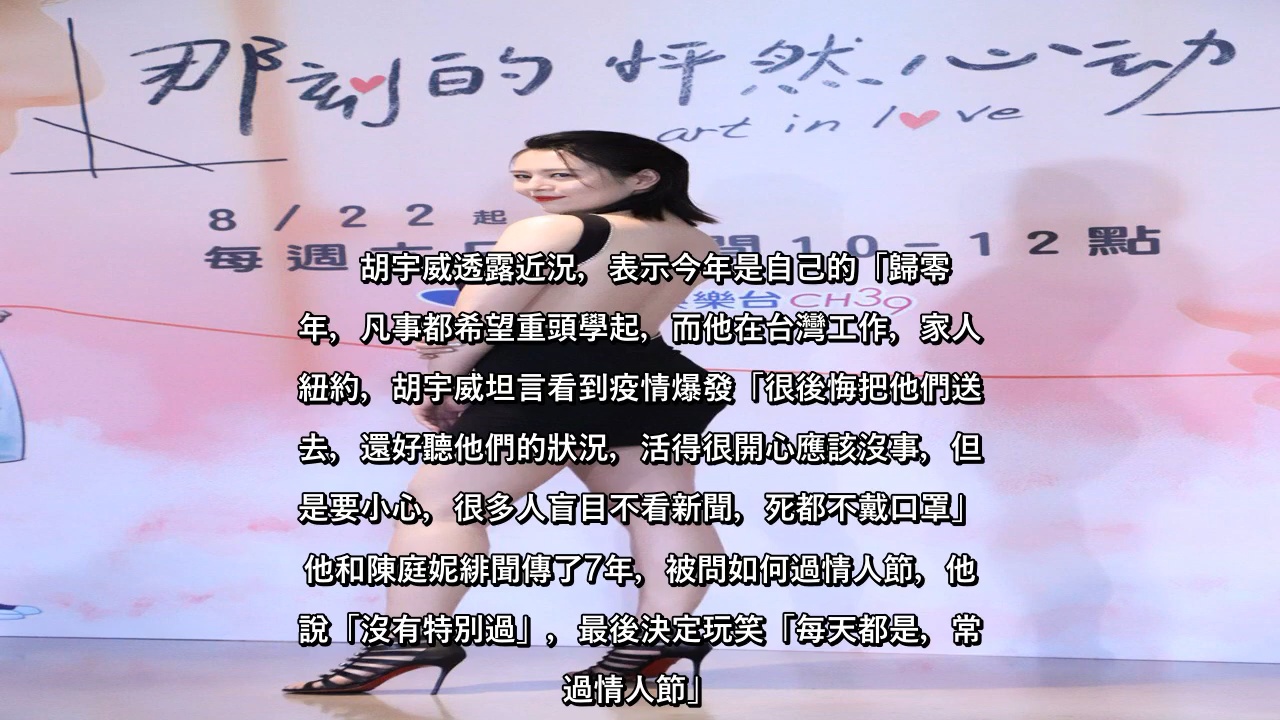 那刻的怦然心动
art in love
8/22起
每週六日 間10-12點
樂台 CH39
胡宇威透露近況，表示今年是自己的「歸零
年，凡事都希望重頭學起，而他在台灣工作，家人
紐約，胡宇威坦言看到疫情爆發「很後悔把他們送
去，還好聽他們的狀況，活得很開心應該沒事，但
是要小心，很多人盲目不看新聞，死都不戴口罩」
他和陳庭妮緋聞傳了7年，被問如何過情人節，他
說「沒有特別過」，最後決定玩笑「每天都是，常
過情人節」